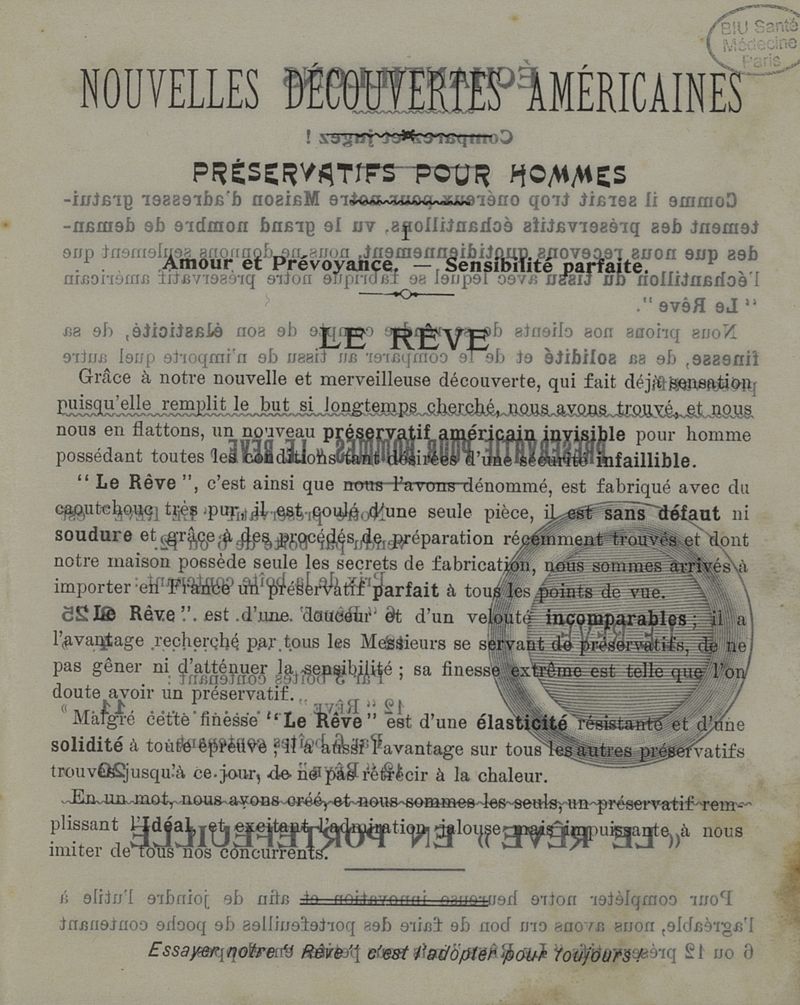 BIU Santé
Médecine
Paris
NOUVELLES DÉCOUVERTES AMÉRICAINES
PRÉSERVATIFS POUR HOMMES
Amour et Prévoyance. — Sensibilité parfaite.
LE RÊVE
Grâce à notre nouvelle et merveilleuse découverte, qui fait déjà sensation
puisqu'elle remplit le but si longtemps cherché, nous avons trouvé, et nous
nous en flattons, un nouveau préservatif américain invisible pour homme
possédant toutes les conditions tant désirées d'une sécurité infaillible.
“ Le Rêve ”, c'est ainsi que nous l'avons dénommé, est fabriqué avec du
caoutchouc très pur, il est coulé d'une seule pièce, il est sans défaut ni
soudure et grâce à des procédés de préparation récemment trouvés et dont
notre maison possède seule les secrets de fabrication, nous sommes arrivés à
importer en France un préservatif parfait à tous les points de vue.
“ Le Rêve ” est d'une douceur et d'un velouté incomparables ; il a
l'avantage recherché par tous les Messieurs se servant de préservatifs, de ne
pas gêner ni d'atténuer la sensibilité ; sa finesse extrême est telle que l'on
doute avoir un préservatif.
Malgré cette finesse “ Le Rêve ” est d'une élasticité résistante et d'une
solidité à toute épreuve ; il a aussi l'avantage sur tous les autres préservatifs
trouvés jusqu'à ce jour, de ne pas rétrécir à la chaleur.
En un mot, nous avons créé, et nous sommes les seuls, un préservatif rem-
plissant l'Idéal, et excitant l'admiration jalouse mais impuissante à nous
imiter de tous nos concurrents.
Essayer notre “ Rêve ” c'est l'adopter pour toujours !